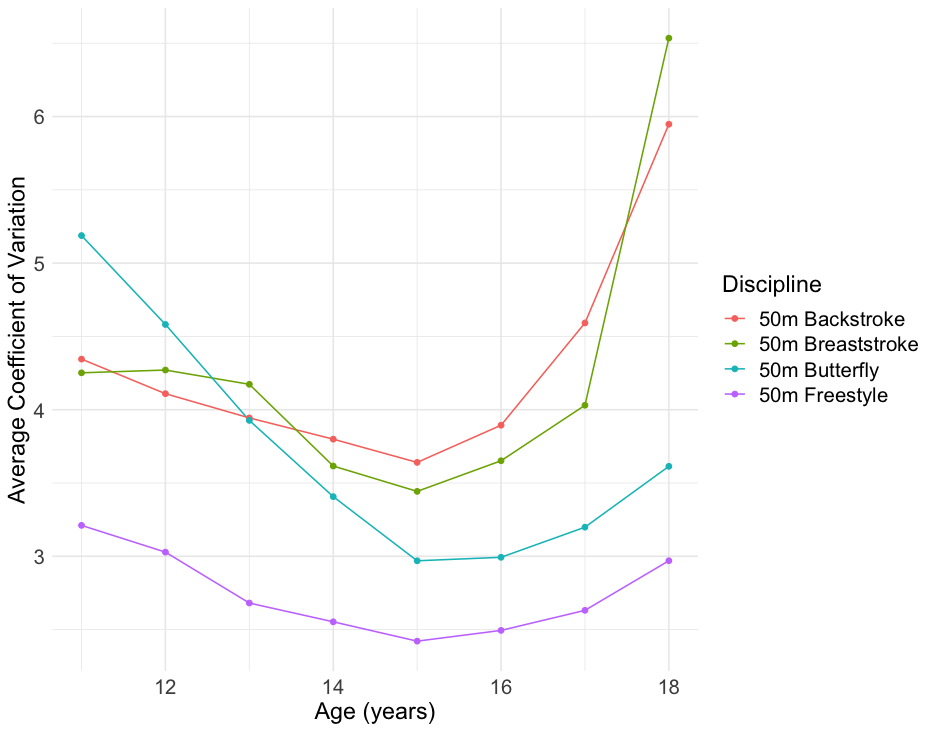 Average Coefficient of Variation
6
5
4
3
12 14 16 18
Age (years)
Discipline
50m Backstroke
50m Breaststroke
50m Butterfly
50m Freestyle